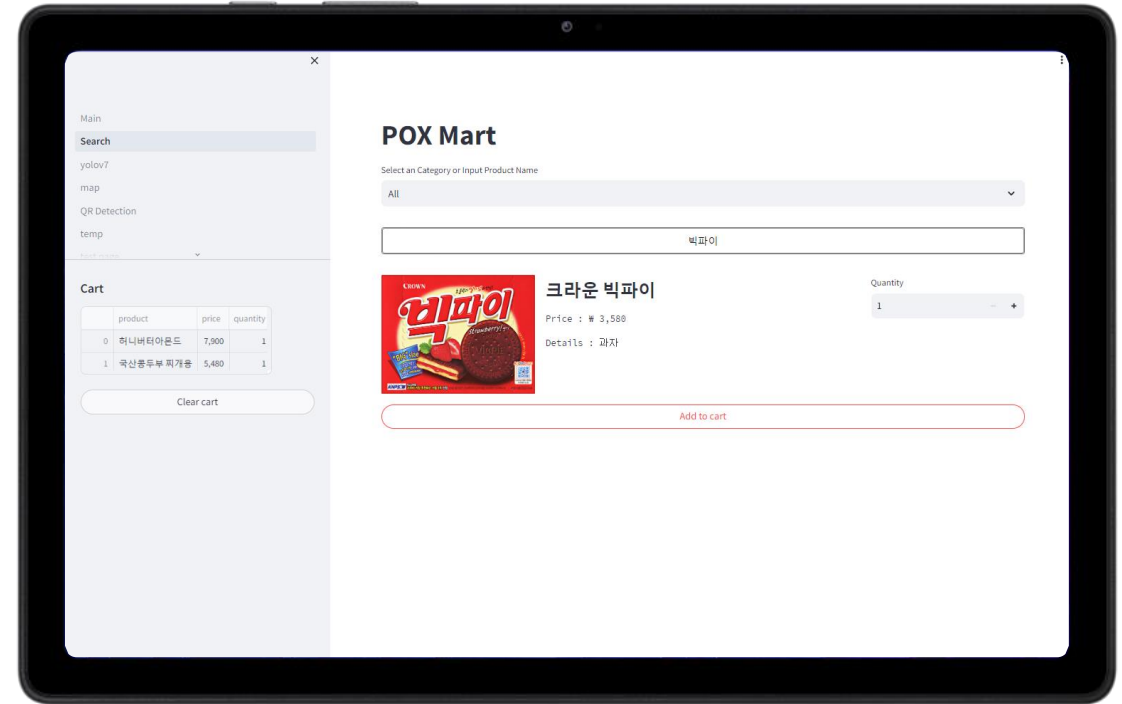 Main
Search
yolov7
map
QR Detection
temp
Cart
product price quantity
0 허니버터아몬드 7,900 1
1 국산콩두부 찌개용 5,480 1
Clear cart
POX Mart
Select an Category or Input Product Name
All
빅파이
CROWN
빅파이
Strawberry
크라운 빅파이
Price : ₩ 3,580
Details : 과자
Quantity
1
Add to cart